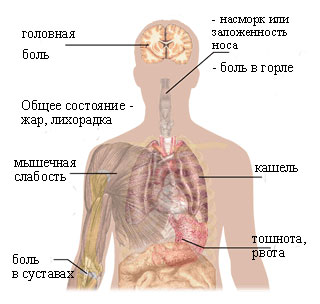 головная
боль
- насморк или
заложенность
носа
- боль в горле
Общее состояние -
жар, лихорадка
мышечная
слабость
кашель
тошнота,
рвота
боль
в суставах